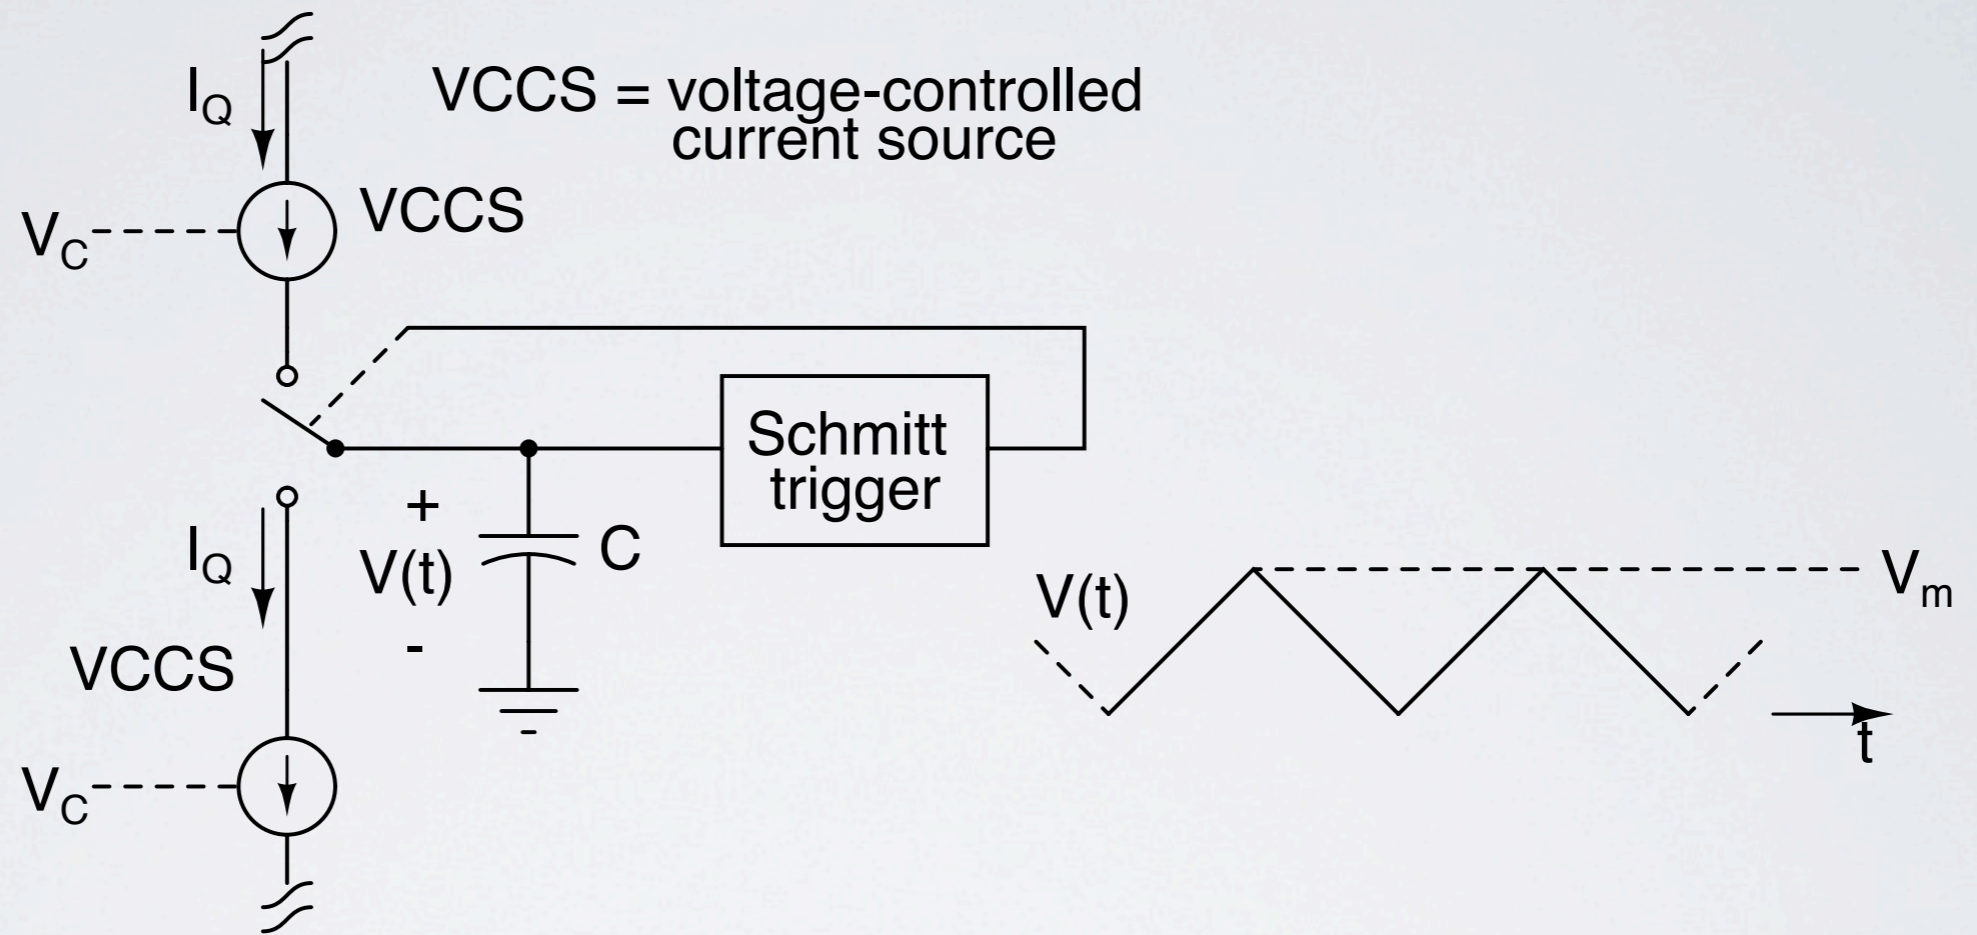 I_Q
VCCS = voltage-controlled
current source
VCCS
V_C
Schmitt
trigger
+
I_Q
V(t)
C
-
VCCS
V_C
V(t)
V_m
t